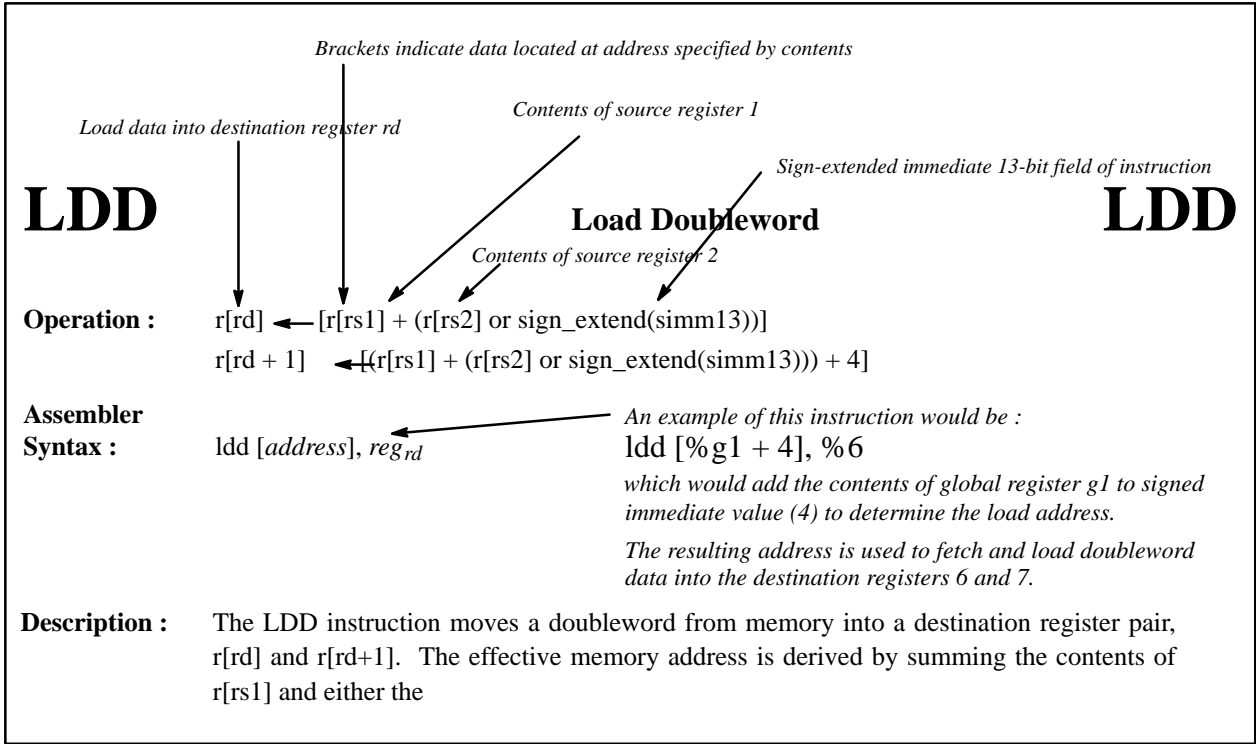 Brackets indicate data located at address specified by contents
Contents of source register 1
Load data into destination register rd
Sign-extended immediate 13-bit field of instruction
LDD Load Doubleword LDD
Contents of source register 2
Operation : r[rd] [r[rs1] + (r[rs2] or sign_extend(simm13))]
r[rd + 1] [(r[rs1] + (r[rs2] or sign_extend(simm13))) + 4]
Assembler An example of this instruction would be :
Syntax : ldd [address], reg_rd ldd [%g1 + 4], %6
which would add the contents of global register g1 to signed
immediate value (4) to determine the load address.
The resulting address is used to fetch and load doubleword
data into the destination registers 6 and 7.
Description : The LDD instruction moves a doubleword from memory into a destination register pair,
r[rd] and r[rd+1]. The effective memory address is derived by summing the contents of
r[rs1] and either the